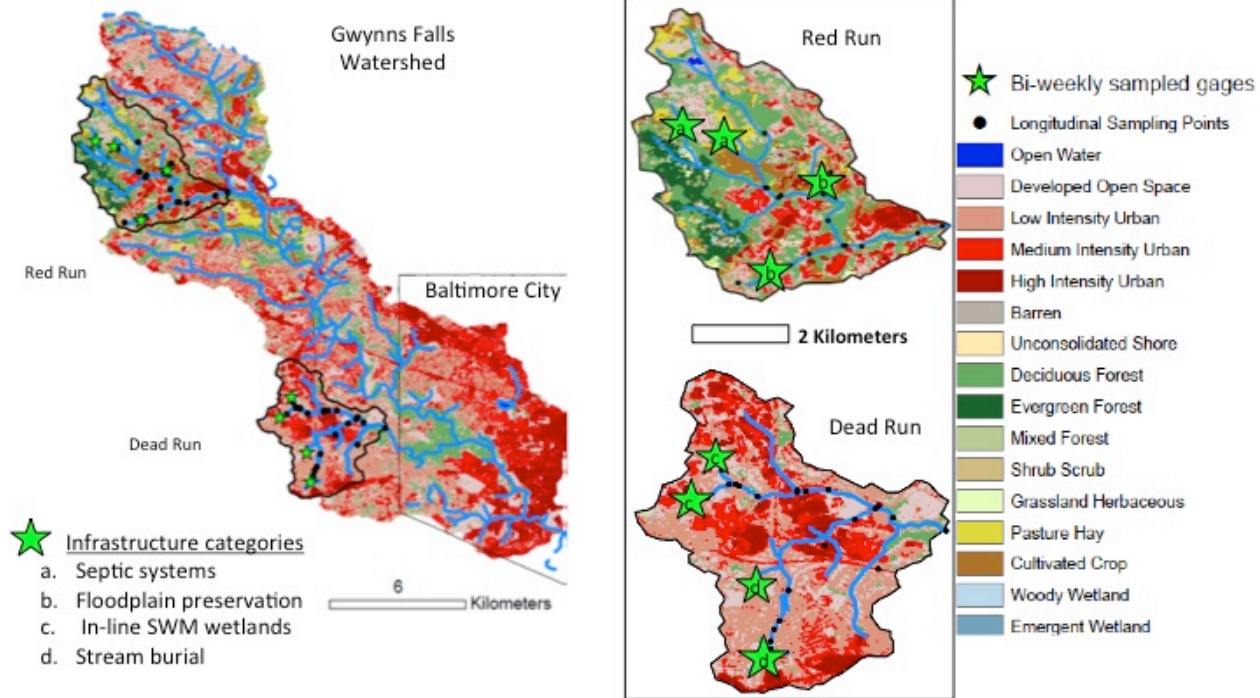 Gwynns Falls
Watershed
Red Run
Baltimore City
Dead Run
Infrastructure categories
a. Septic systems
b. Floodplain preservation
c. In-line SWM wetlands
d. Stream burial
6
Kilometers
Red Run
a
a
b
b
2 Kilometers
Dead Run
c
c
d
d
Bi-weekly sampled gages
Longitudinal Sampling Points
Open Water
Developed Open Space
Low Intensity Urban
Medium Intensity Urban
High Intensity Urban
Barren
Unconsolidated Shore
Deciduous Forest
Evergreen Forest
Mixed Forest
Shrub Scrub
Grassland Herbaceous
Pasture Hay
Cultivated Crop
Woody Wetland
Emergent Wetland